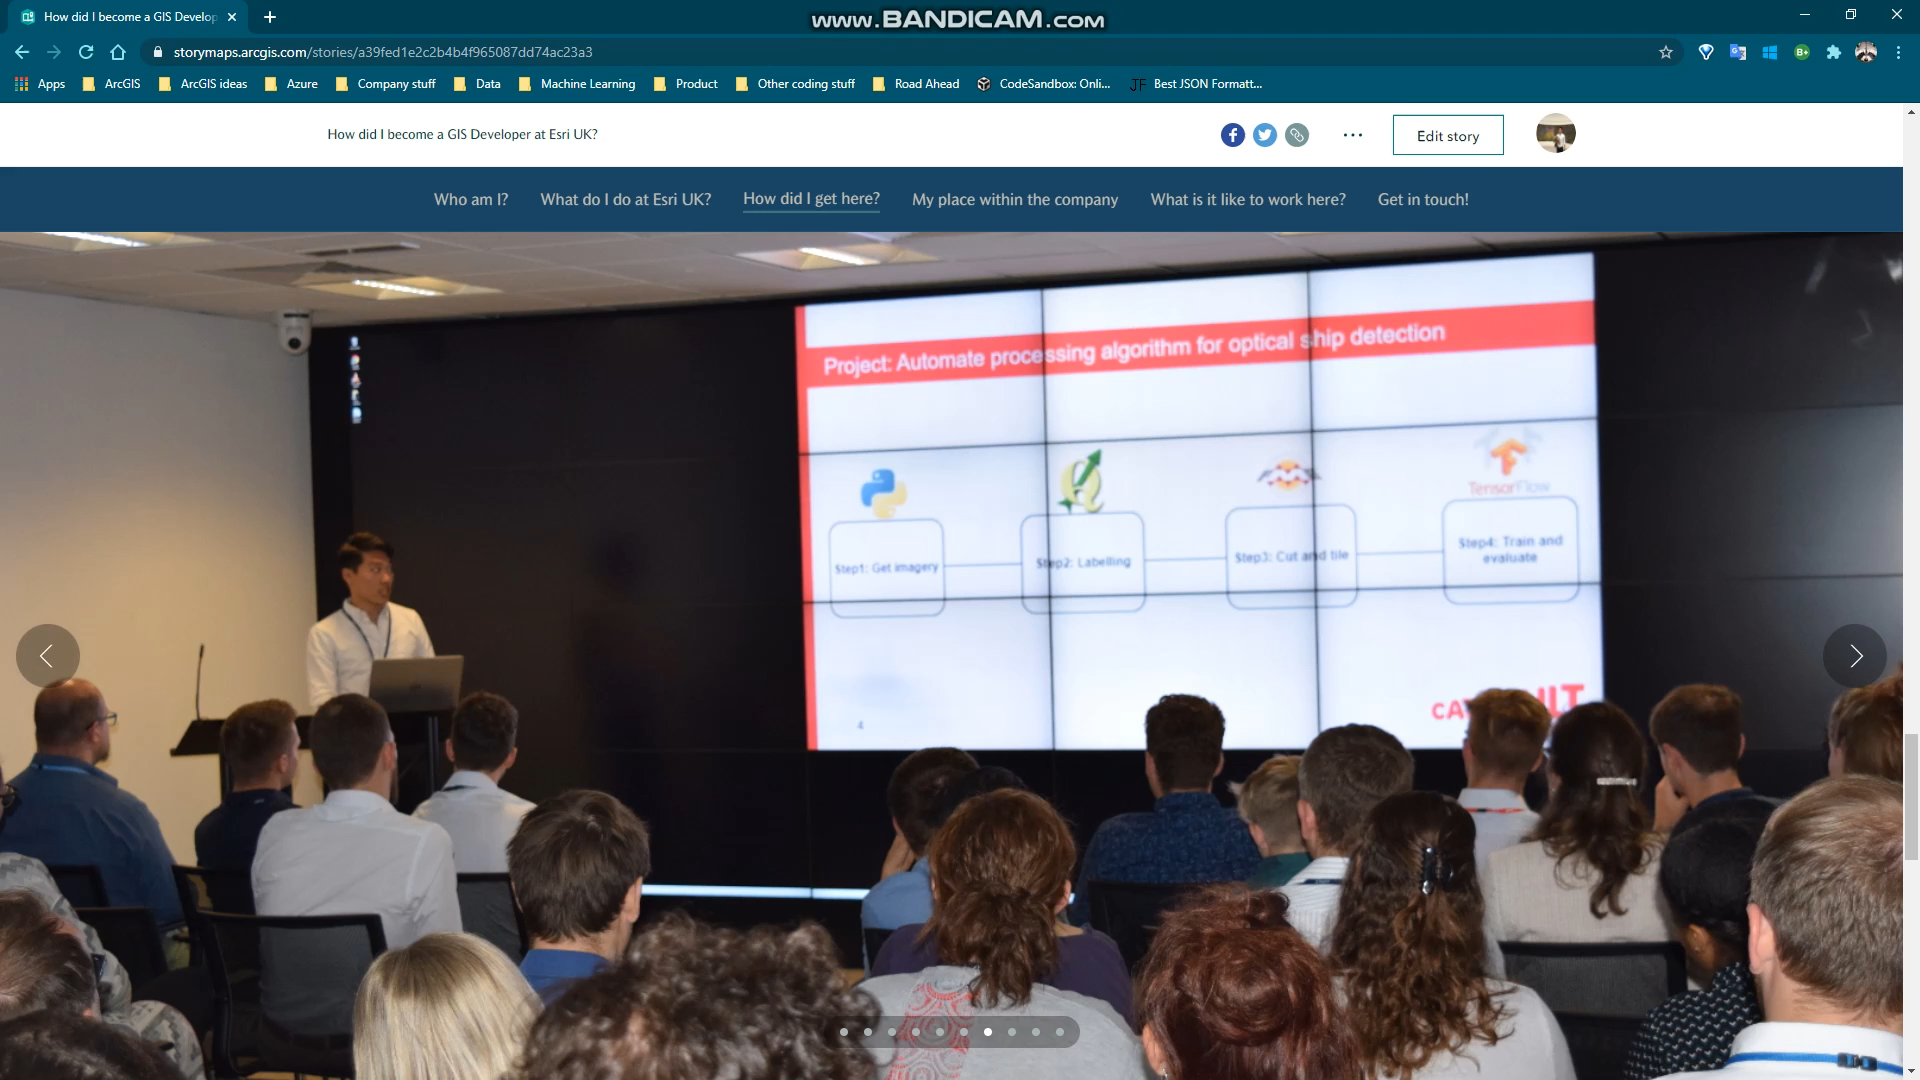 How did I become a GIS Develop
www.BANDICAM.com
storymaps.arcgis.com/stories/a39fed1e2c2b4b4f965087dd74ac23a3
Apps ArcGIS ArcGIS ideas Azure Company stuff Data Machine Learning Product Other coding stuff Road Ahead CodeSandbox: Onli... JF Best JSON Formatt...
How did I become a GIS Developer at Esri UK?
Edit story
Who am I? What do I do at Esri UK? How did I get here? My place within the company What is it like to work here? Get in touch!
Project: Automate processing algorithm for optical ship detection
TensorFlow
Step1: Get imagery
Step2: Labelling
Step3: Cut and tile
Step4: Train and
evaluate
4